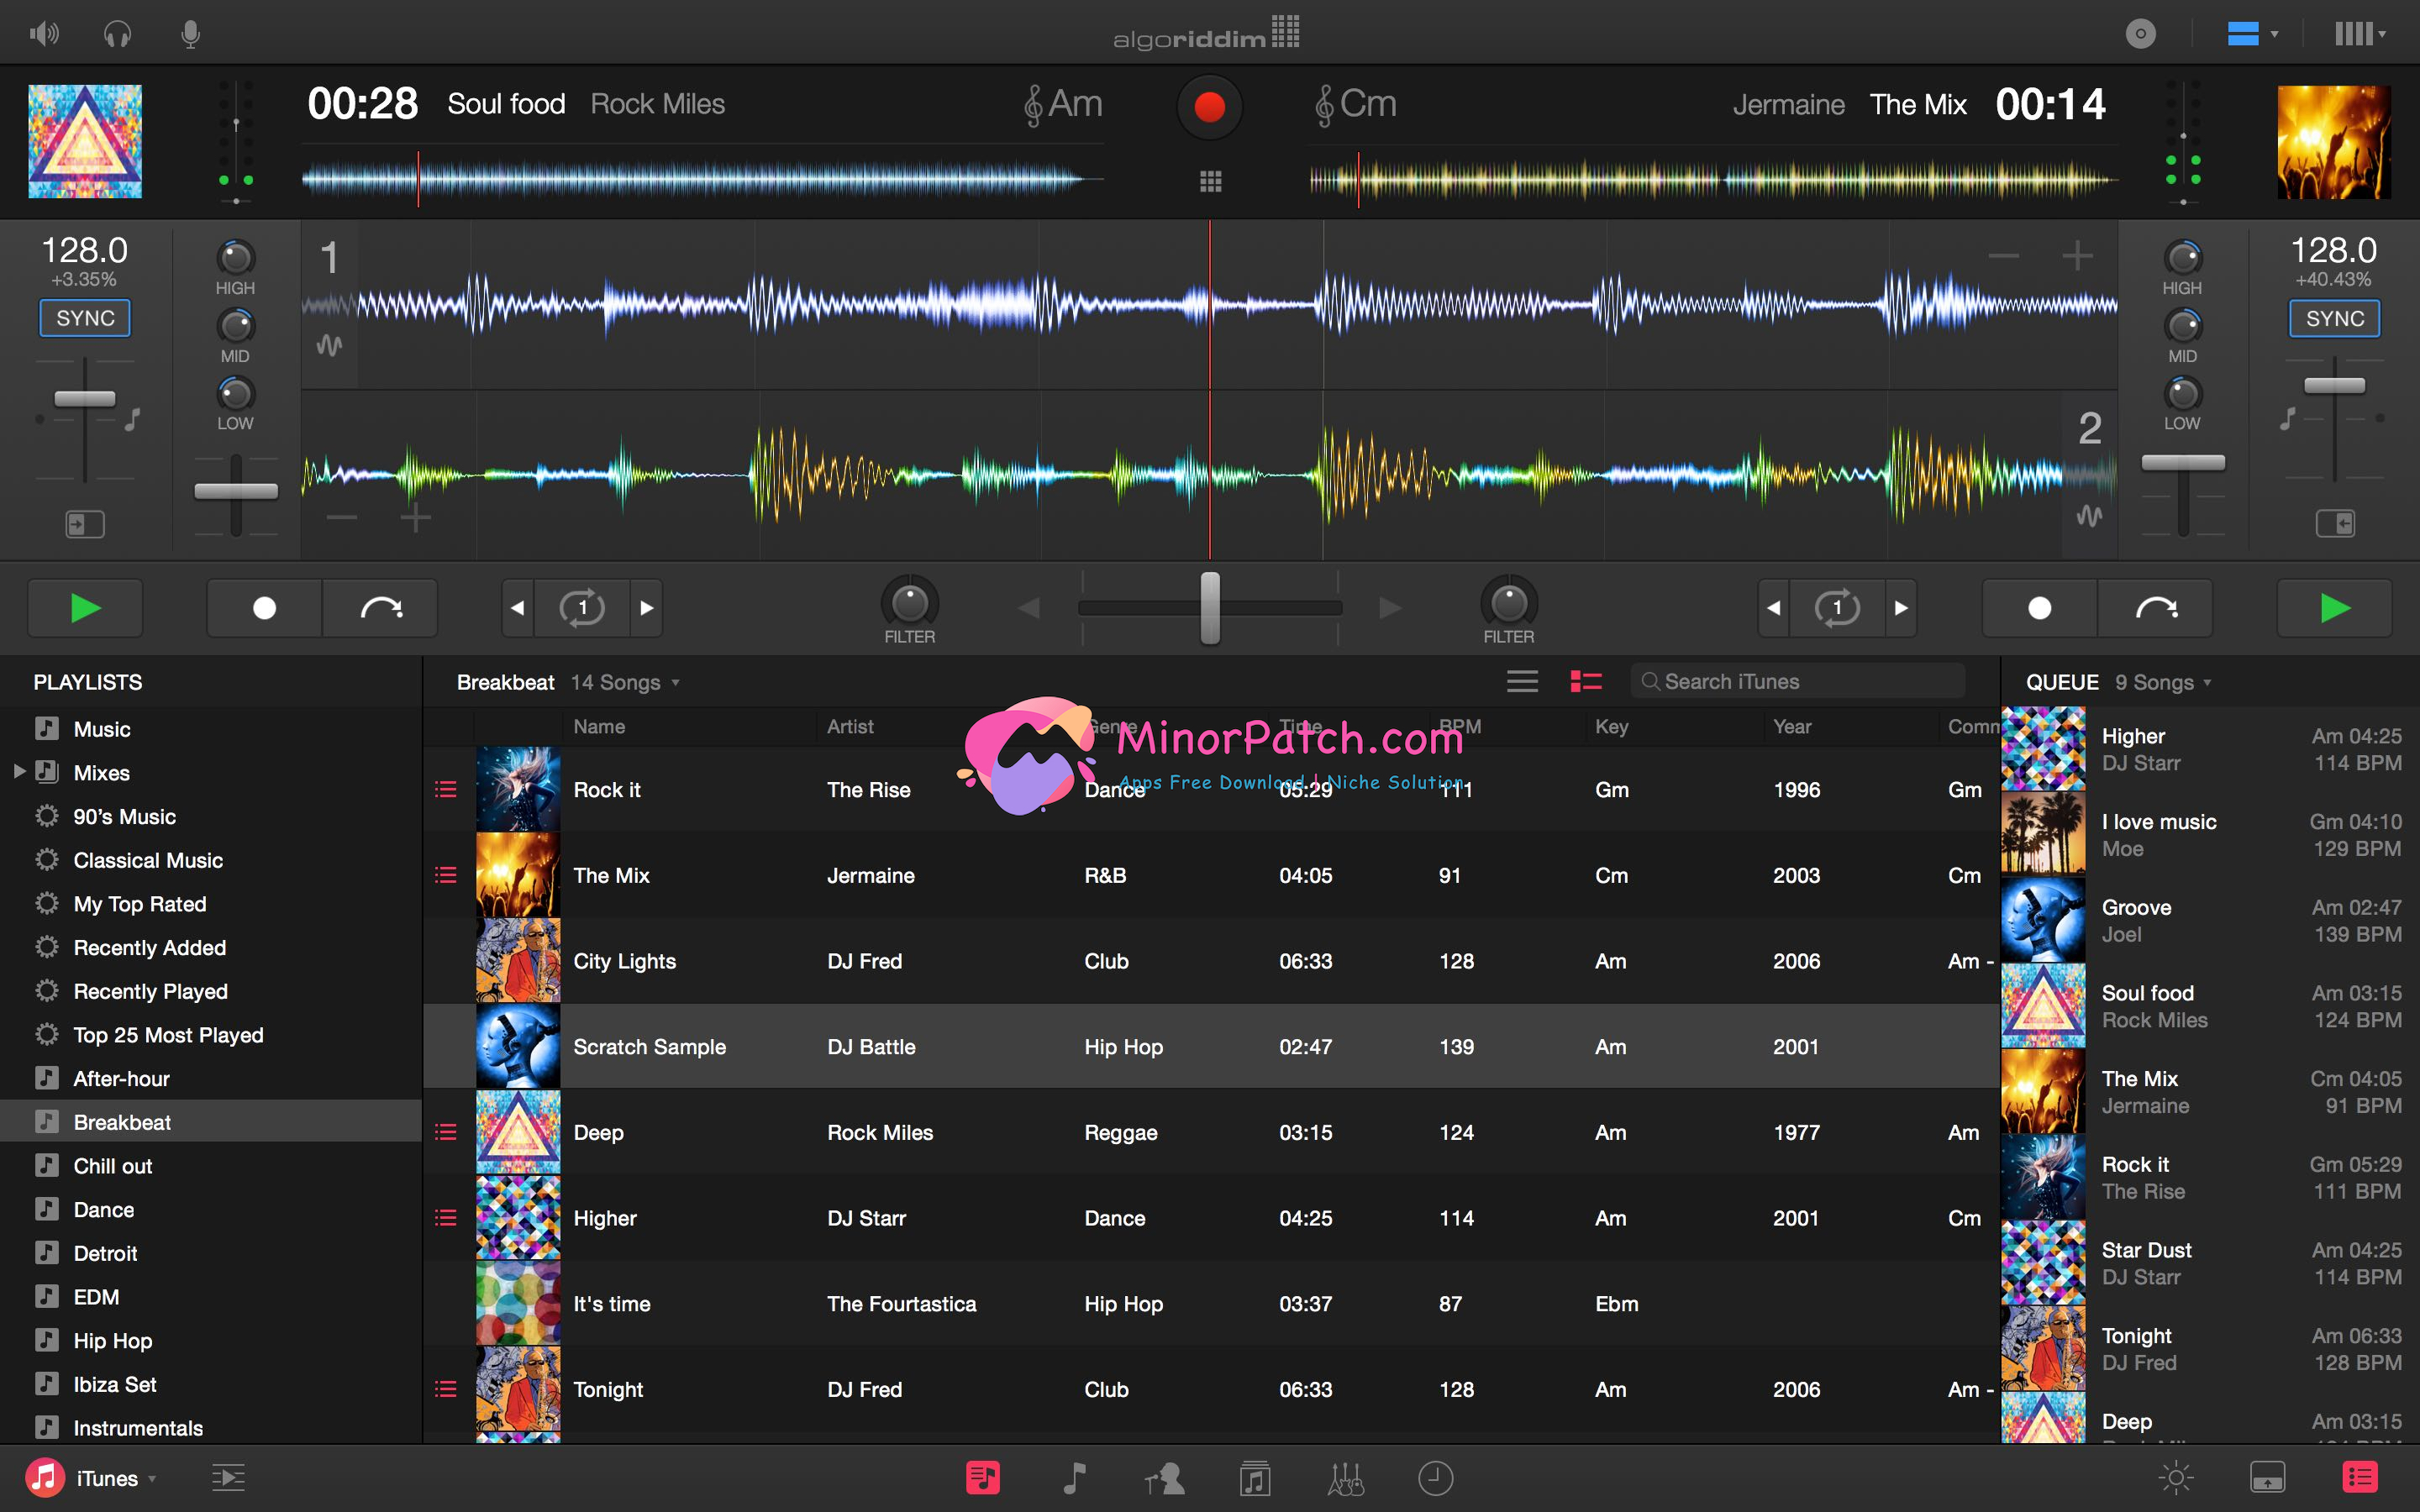 algoriddim
00:28 Soul food Rock Miles Am
Cm Jermaine The Mix 00:14
128.0
+3.35%
SYNC
HIGH
MID
LOW
1
2
HIGH
MID
LOW
128.0
+40.43%
SYNC
1 FILTER FILTER 1
PLAYLISTS
Music
Mixes
90's Music
Classical Music
My Top Rated
Recently Added
Recently Played
Top 25 Most Played
After-hour
Breakbeat
Chill out
Dance
Detroit
EDM
Hip Hop
Ibiza Set
Instrumentals
Breakbeat 14 Songs Search iTunes
Name Artist Genre Time BPM Key Year Comm
MinorPatch.com
Apps Free Download | Niche Solution
Rock it The Rise Dance 05:29 111 Gm 1996 Gm
The Mix Jermaine R&B 04:05 91 Cm 2003 Cm
City Lights DJ Fred Club 06:33 128 Am 2006 Am -
Scratch Sample DJ Battle Hip Hop 02:47 139 Am 2001
Deep Rock Miles Reggae 03:15 124 Am 1977 Am
Higher DJ Starr Dance 04:25 114 Am 2001 Cm
It's time The Fourtastica Hip Hop 03:37 87 Ebm
Tonight DJ Fred Club 06:33 128 Am 2006 Am -
QUEUE 9 Songs
Higher Am 04:25
DJ Starr 114 BPM
I love music Gm 04:10
Moe 129 BPM
Groove Am 02:47
Joel 139 BPM
Soul food Am 03:15
Rock Miles 124 BPM
The Mix Cm 04:05
Jermaine 91 BPM
Rock it Gm 05:29
The Rise 111 BPM
Star Dust Am 04:25
DJ Starr 114 BPM
Tonight Am 06:33
DJ Fred 128 BPM
Deep Am 03:15
iTunes